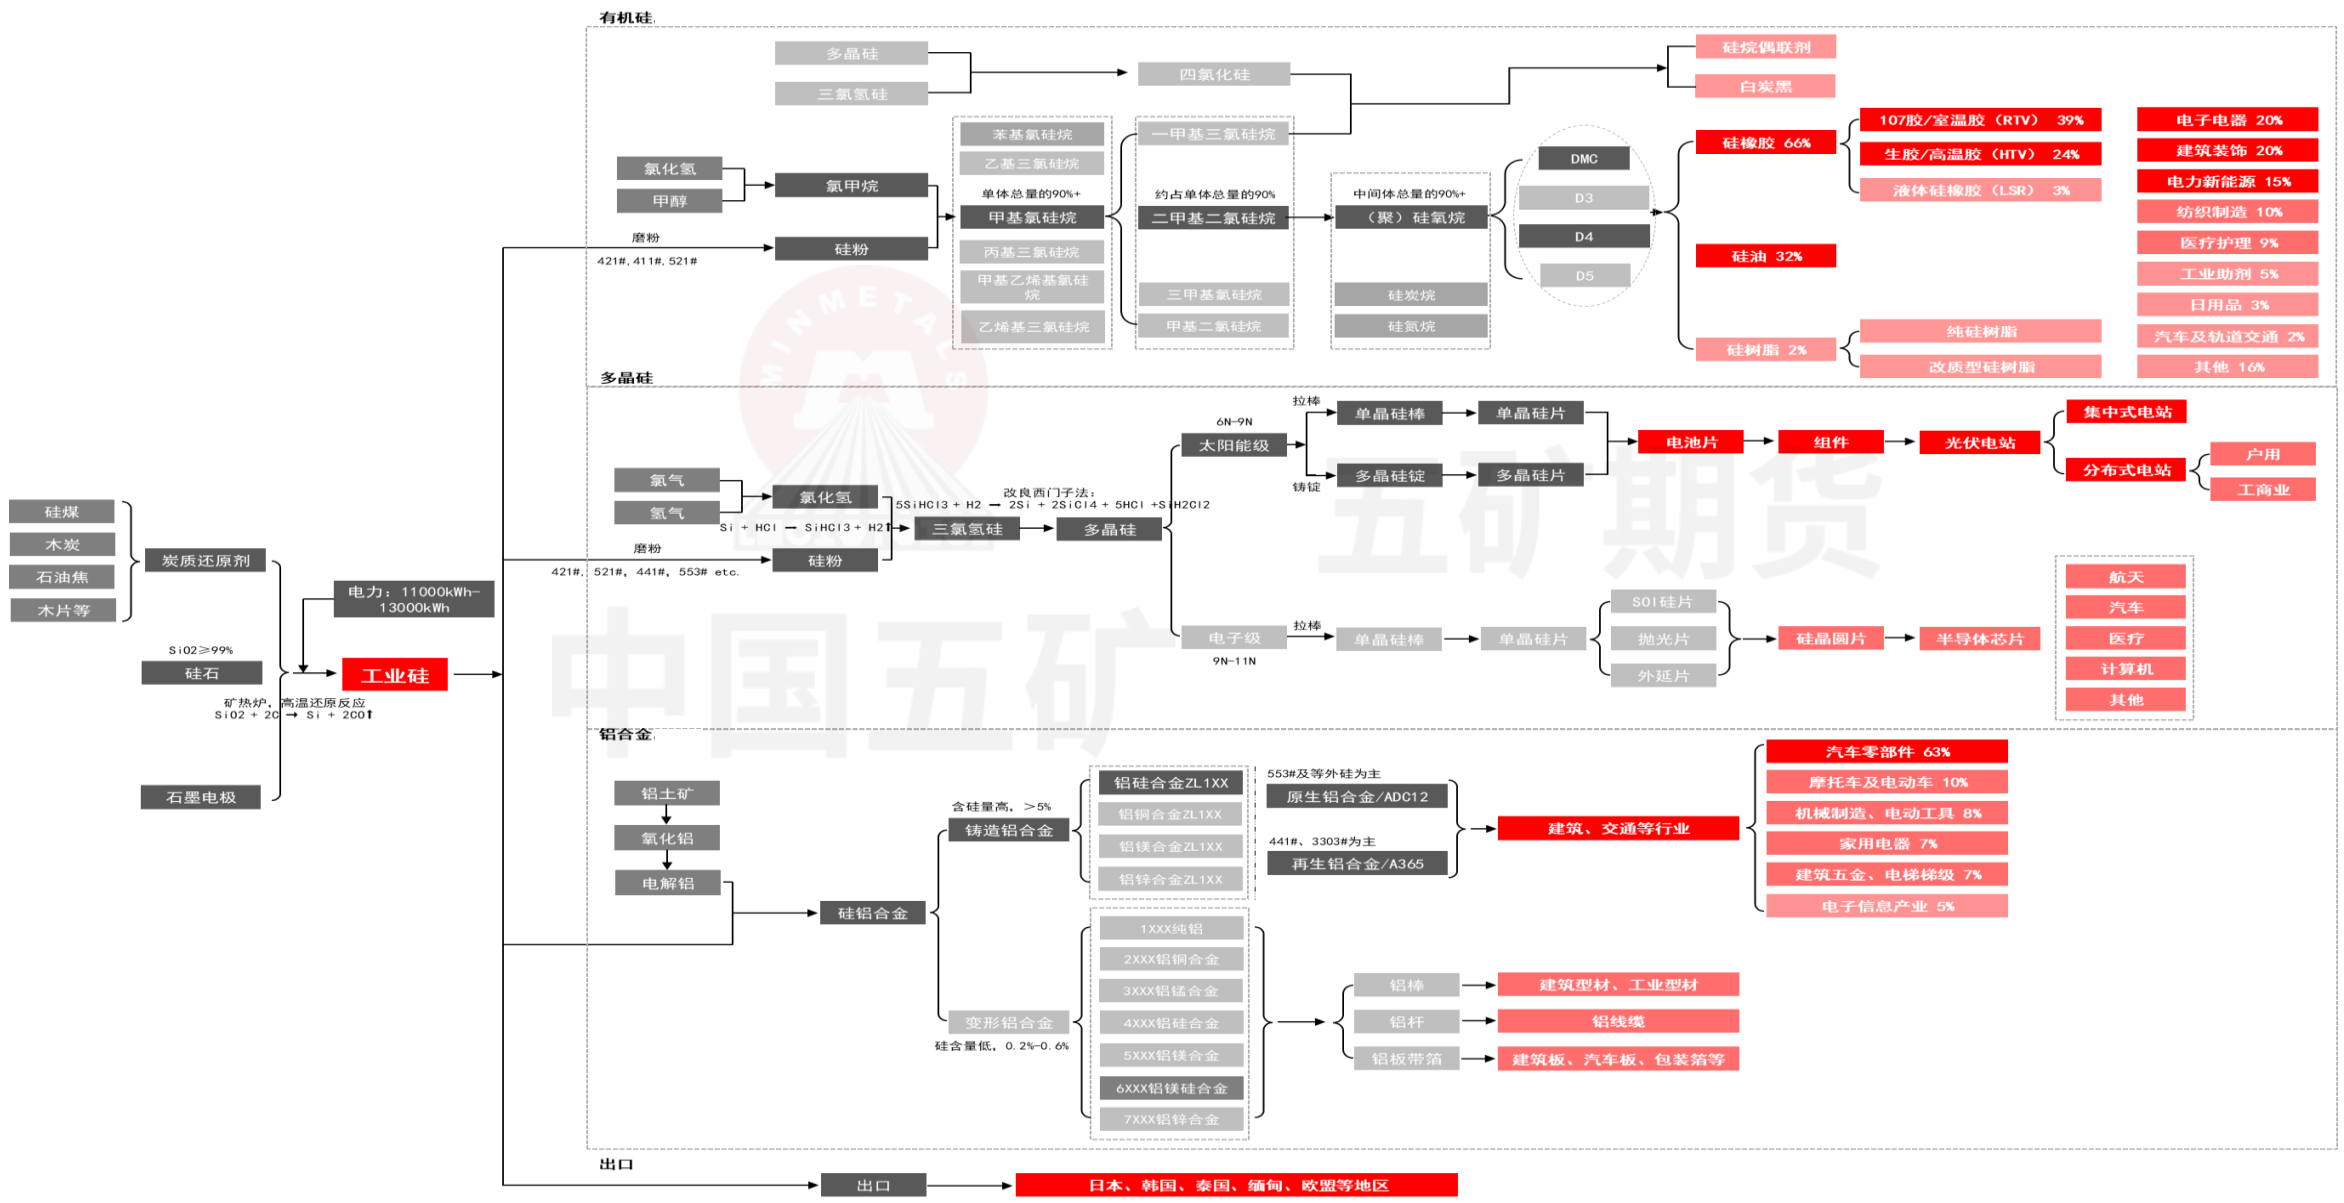 有机硅
多晶硅
三氯氢硅
四氯化硅
硅烷偶联剂
白炭黑
氯化氢
甲醇
氯甲烷
磨粉
421#,411#,521#
硅粉
苯基氯硅烷
乙基三氯硅烷
单体总量的90%+
甲基氯硅烷
丙基三氯硅烷
甲基乙烯基氯硅
烷
乙烯基三氯硅烷
一甲基三氯硅烷
约占单体总量的90%
二甲基二氯硅烷
三甲基氯硅烷
甲基二氯硅烷
中间体总量的90%+
（聚）硅氧烷
硅炭烷
硅氮烷
DMC
D3
D4
D5
硅橡胶 66%
硅油 32%
硅树脂 2%
107胶/室温胶（RTV） 39%
生胶/高温胶（HTV） 24%
液体硅橡胶（LSR） 3%
纯硅树脂
改质型硅树脂
电子电器 20%
建筑装饰 20%
电力新能源 15%
纺织制造 10%
医疗护理 9%
工业助剂 5%
日用品 3%
汽车及轨道交通 2%
其他 16%
硅煤
木炭
石油焦
木片等
炭质还原剂
SiO2≥99%
硅石
石墨电极
电力：11000kWh-
13000kWh
矿热炉，高温还原反应
SiO2 + 2C → Si + 2CO↑
工业硅
多晶硅
氯气
氢气
氯化氢
Si + HCl → SiHCl3 + H2↑
磨粉
421#, 521#, 441#, 553# etc.
硅粉
改良西门子法：
5SiHCl3 + H2 → 2Si + 2SiCl4 + 5HCl +SiH2Cl2
三氯氢硅
多晶硅
6N-9N
太阳能级
电子级
9N-11N
拉棒
单晶硅棒
单晶硅片
铸锭
多晶硅锭
多晶硅片
电池片
组件
光伏电站
集中式电站
分布式电站
户用
工商业
拉棒
单晶硅棒
单晶硅片
SOI硅片
抛光片
外延片
硅晶圆片
半导体芯片
航天
汽车
医疗
计算机
其他
铝合金
铝土矿
氧化铝
电解铝
硅铝合金
含硅量高，>5%
铸造铝合金
变形铝合金
硅含量低，0.2%-0.6%
铝硅合金ZL1XX
铝铜合金ZL1XX
铝镁合金ZL1XX
铝锌合金ZL1XX
553#及等外硅为主
原生铝合金/ADC12
441#、3303#为主
再生铝合金/A365
建筑、交通等行业
汽车零部件 63%
摩托车及电动车 10%
机械制造、电动工具 8%
家用电器 7%
建筑五金、电梯梯级 7%
电子信息产业 5%
1XXX纯铝
2XXX铝铜合金
3XXX铝锰合金
4XXX铝硅合金
5XXX铝镁合金
6XXX铝镁硅合金
7XXX铝锌合金
铝棒
铝杆
铝板带箔
建筑型材、工业型材
铝线缆
建筑板、汽车板、包装箔等
出口
出口
日本、韩国、泰国、缅甸、欧盟等地区
MINMETALS
中国五矿
五矿期货